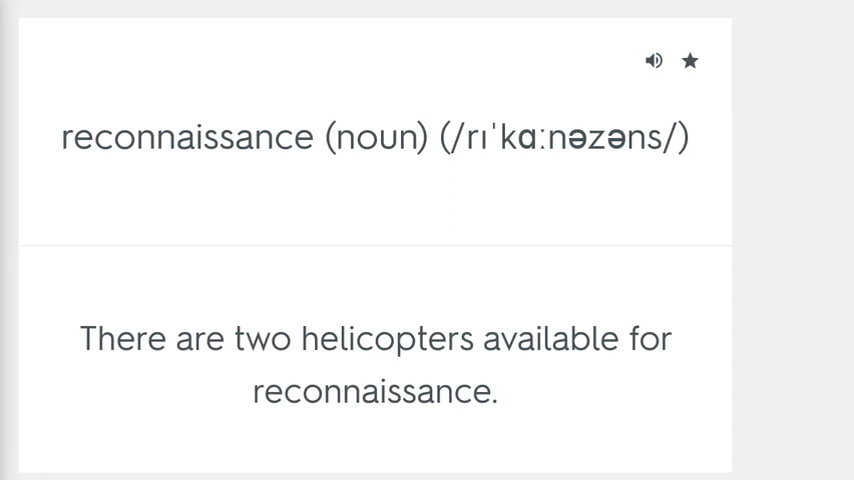 reconnaissance (noun) (/rɪˈkɑːnəzəns/)
There are two helicopters available for
reconnaissance.